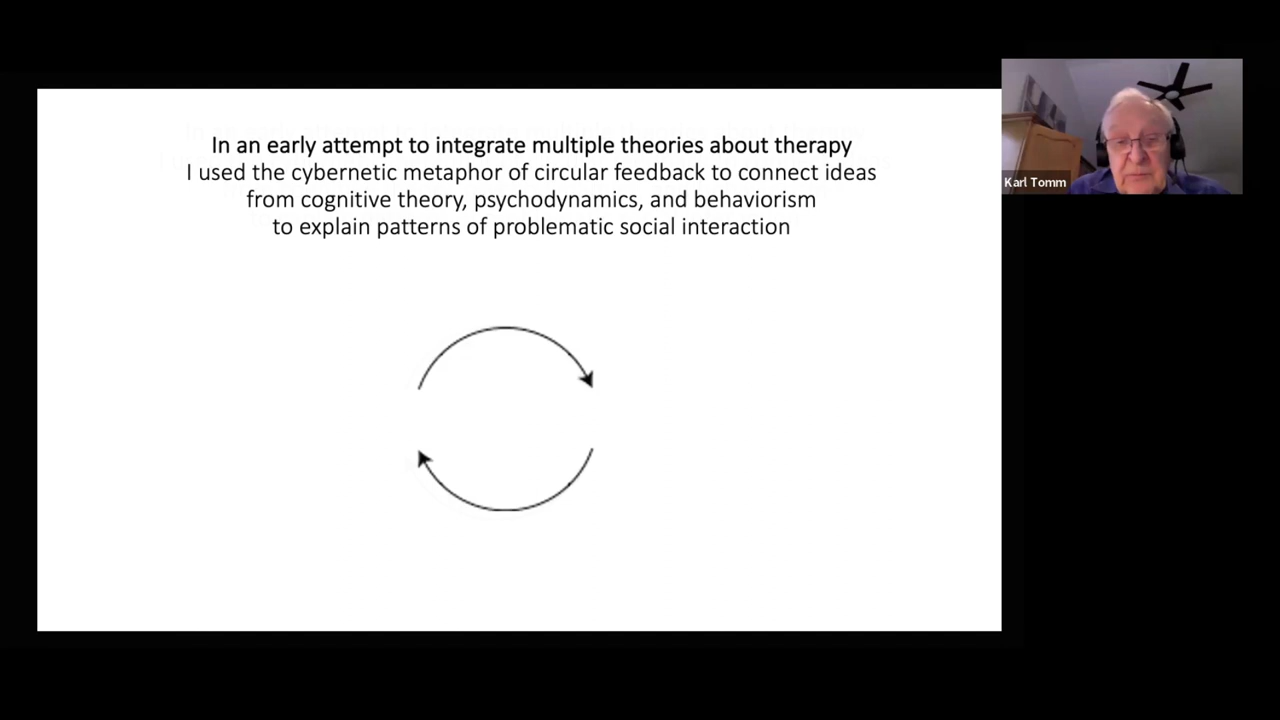 In an early attempt to integrate multiple theories about therapy
I used the cybernetic metaphor of circular feedback to connect ideas
from cognitive theory, psychodynamics, and behaviorism
to explain patterns of problematic social interaction
Karl Tomm